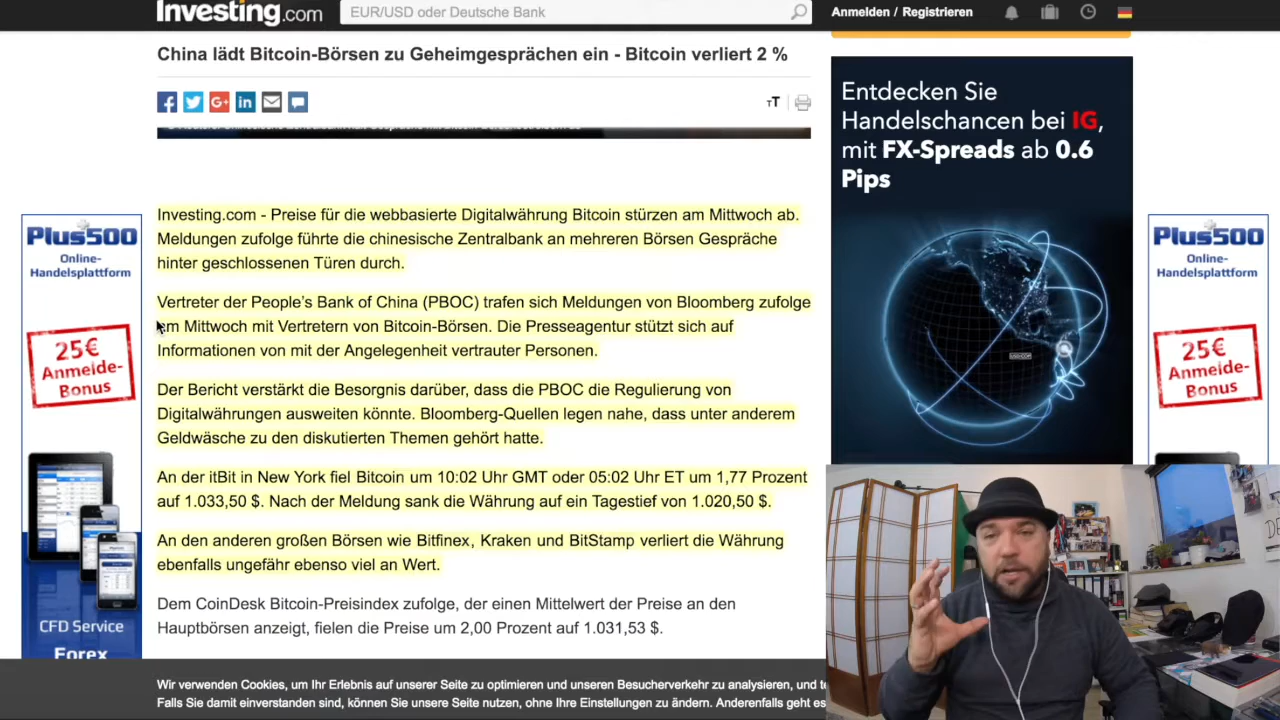 Investing.com
EUR/USD oder Deutsche Bank
Anmelden / Registrieren
China lädt Bitcoin-Börsen zu Geheimgesprächen ein - Bitcoin verliert 2 %
Investing.com - Preise für die webbasierte Digitalwährung Bitcoin stürzen am Mittwoch ab.
Meldungen zufolge führte die chinesische Zentralbank an mehreren Börsen Gespräche
hinter geschlossenen Türen durch.
Vertreter der People's Bank of China (PBOC) trafen sich Meldungen von Bloomberg zufolge
am Mittwoch mit Vertretern von Bitcoin-Börsen. Die Presseagentur stützt sich auf
Informationen von mit der Angelegenheit vertrauter Personen.
Der Bericht verstärkt die Besorgnis darüber, dass die PBOC die Regulierung von
Digitalwährungen ausweiten könnte. Bloomberg-Quellen legen nahe, dass unter anderem
Geldwäsche zu den diskutierten Themen gehört hatte.
An der itBit in New York fiel Bitcoin um 10:02 Uhr GMT oder 05:02 Uhr ET um 1,77 Prozent
auf 1.033,50 $. Nach der Meldung sank die Währung auf ein Tagestief von 1.020,50 $.
An den anderen großen Börsen wie Bitfinex, Kraken und BitStamp verliert die Währung
ebenfalls ungefähr ebenso viel an Wert.
Dem CoinDesk Bitcoin-Preisindex zufolge, der einen Mittelwert der Preise an den
Hauptbörsen anzeigt, fielen die Preise um 2,00 Prozent auf 1.031,53 $.
Wir verwenden Cookies, um Ihr Erlebnis auf unserer Seite zu optimieren und unseren Besucherverkehr zu analysieren, und
Falls Sie damit einverstanden sind, können Sie unsere Seite nutzen, ohne Ihre Einstellungen zu ändern. Anderenfalls geht es
Plus500
Online-
Handelsplattform
25€
Anmelde-
Bonus
CFD Service
Forex
Entdecken Sie
Handelschancen bei IG,
mit FX-Spreads ab 0.6
Pips
Plus500
Online-
Handelsplattform
25€
Anmelde-
Bonus